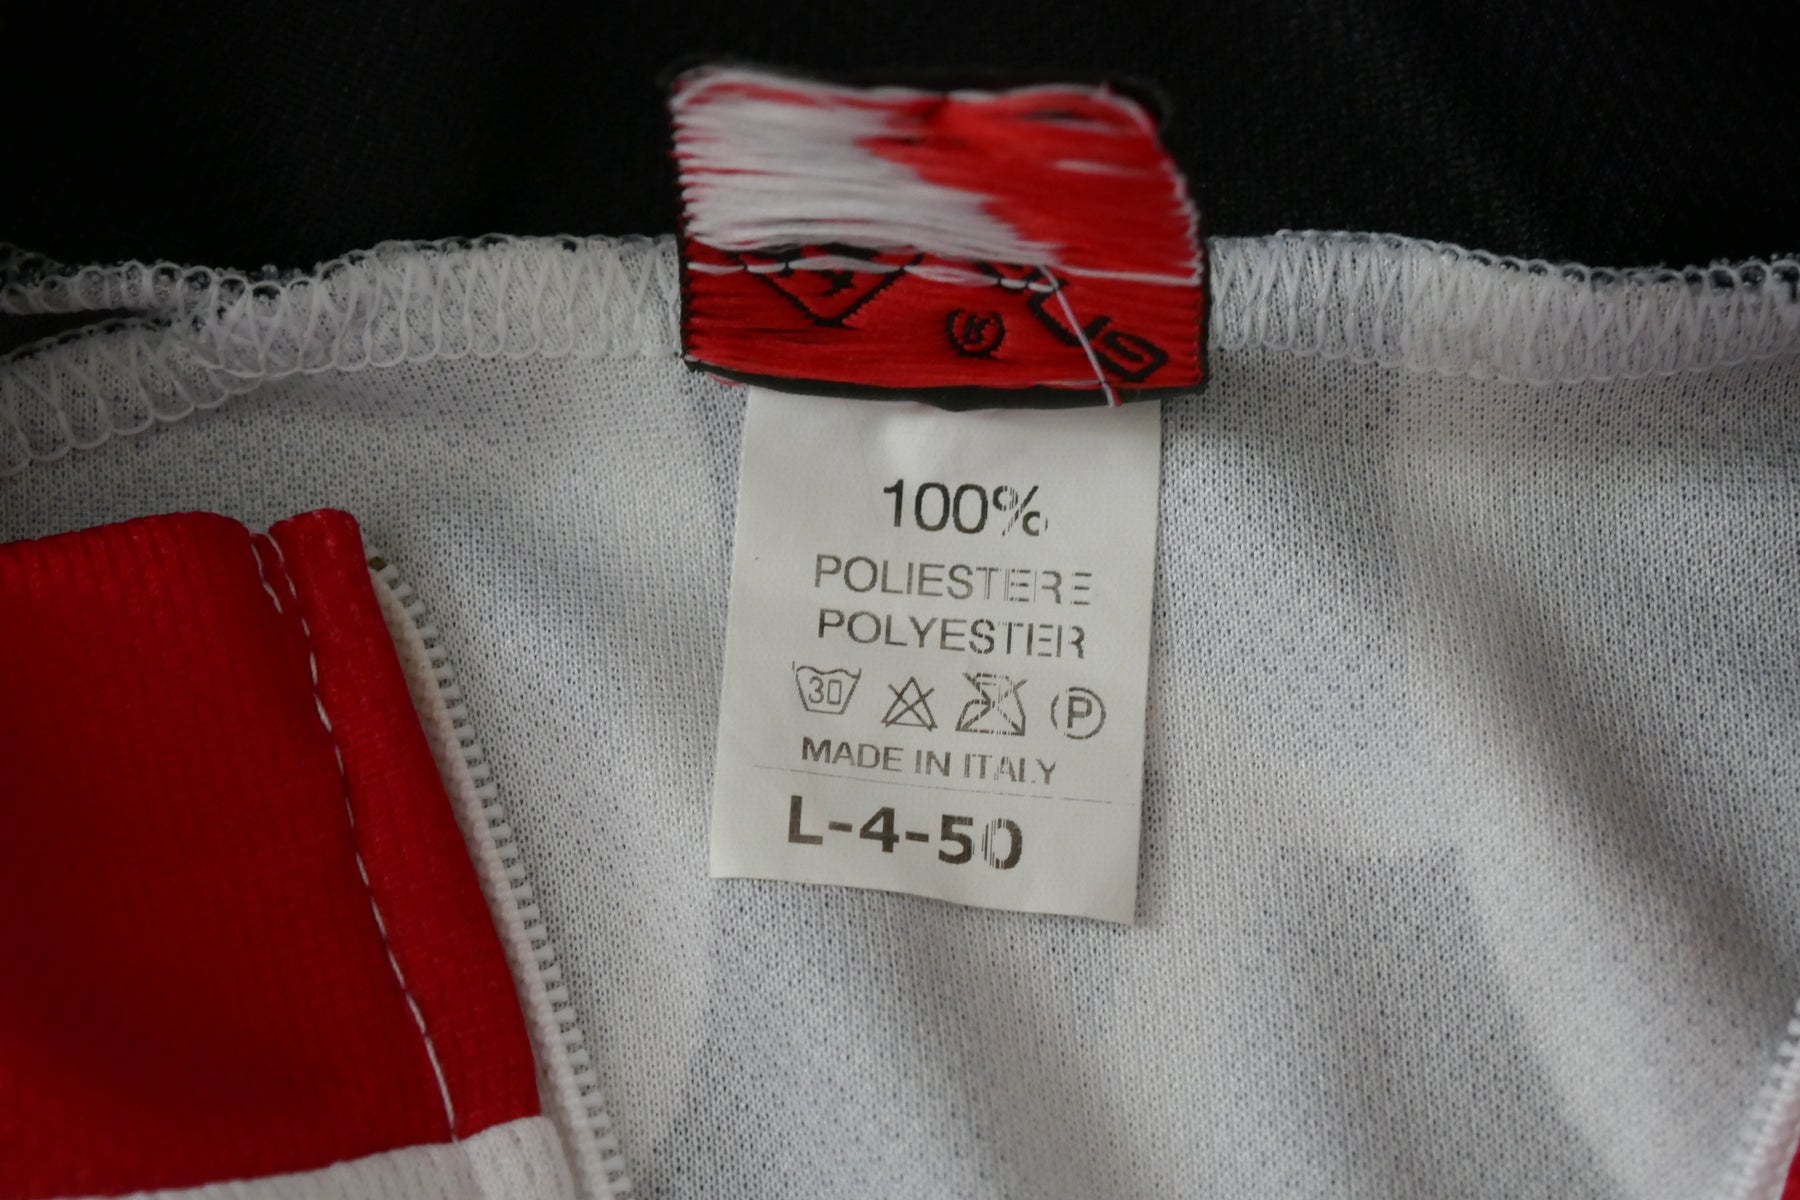 ®
100%
POLIESTERE
POLYESTER
30 P
MADE IN ITALY
L-4-50